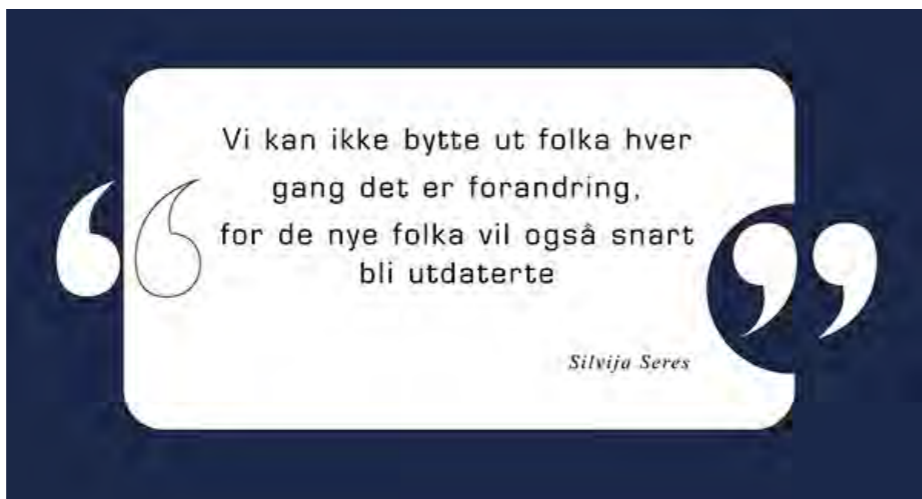 Vi kan ikke bytte ut folka hver
gang det er forandring,
for de nye folka vil også snart
bli utdaterte
Silvija Seres